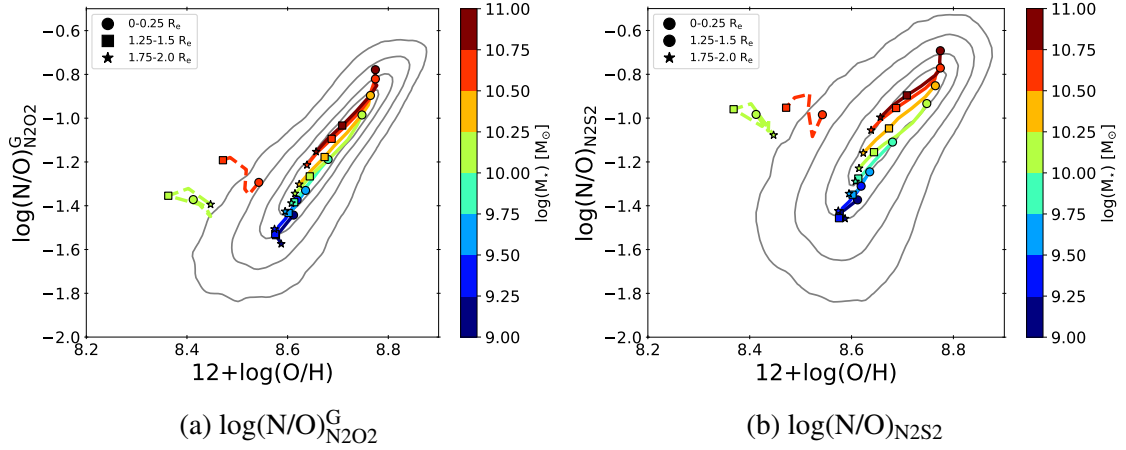 0-0.25 Re
1.25-1.5 Re
1.75-2.0 Re
−0.6
−0.8
−1.0
−1.2
−1.4
−1.6
−1.8
−2.0
log(N/O)^G_N2O2
8.2 8.4 8.6 8.8
12+log(O/H)
11.00
10.75
10.50
10.25
10.00
9.75
9.50
9.25
9.00
log(M⋆) [M⊙]
(a) log(N/O)^G_N2O2
0-0.25 Re
1.25-1.5 Re
1.75-2.0 Re
−0.6
−0.8
−1.0
−1.2
−1.4
−1.6
−1.8
−2.0
log(N/O)_N2S2
8.2 8.4 8.6 8.8
12+log(O/H)
11.00
10.75
10.50
10.25
10.00
9.75
9.50
9.25
9.00
log(M⋆) [M⊙]
(b) log(N/O)_N2S2